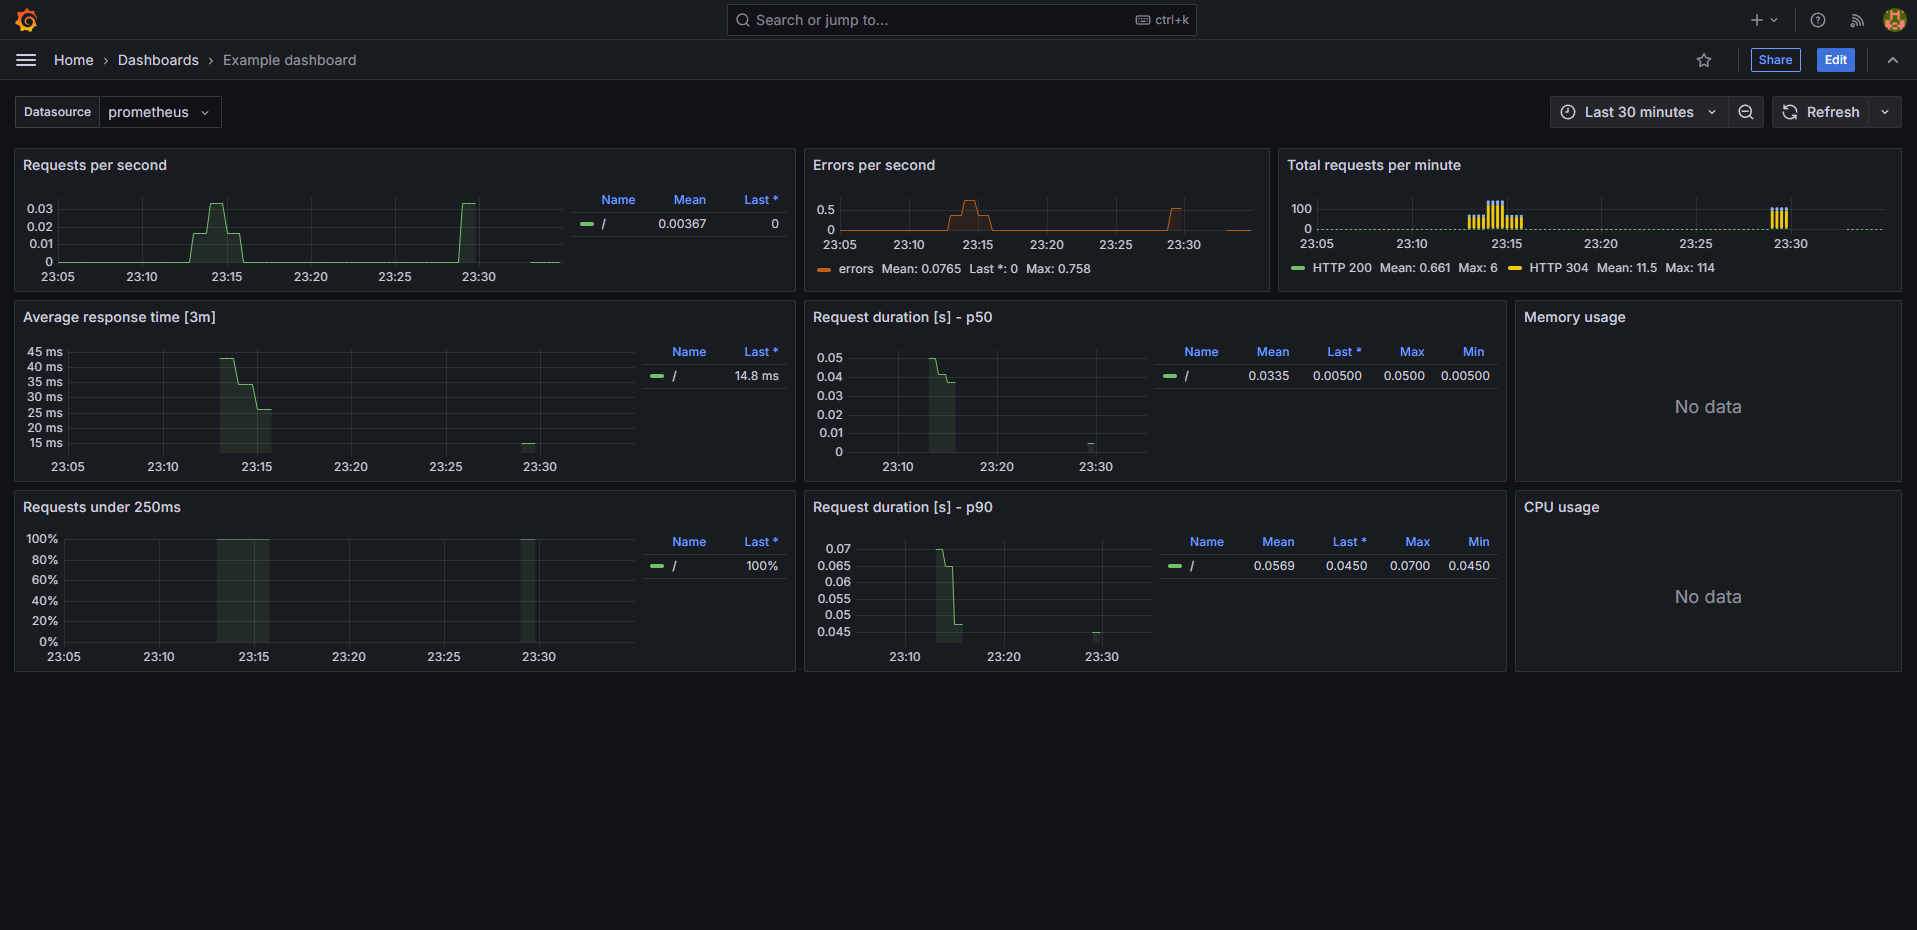 Search or jump to...
ctrl+k
Home › Dashboards › Example dashboard
Share
Edit
Datasource
prometheus
Last 30 minutes
Refresh
Requests per second
0.03
0.02
0.01
0
23:05 23:10 23:15 23:20 23:25 23:30
Name Mean Last *
/ 0.00367 0
Errors per second
0.5
0
23:05 23:10 23:15 23:20 23:25 23:30
errors Mean: 0.0765 Last *: 0 Max: 0.758
Total requests per minute
100
0
23:05 23:10 23:15 23:20 23:25 23:30
HTTP 200 Mean: 0.661 Max: 6 HTTP 304 Mean: 11.5 Max: 114
Average response time [3m]
45 ms
40 ms
35 ms
30 ms
25 ms
20 ms
15 ms
23:05 23:10 23:15 23:20 23:25 23:30
Name Last *
/ 14.8 ms
Request duration [s] - p50
0.05
0.04
0.03
0.02
0.01
0
23:10 23:20 23:30
Name Mean Last * Max Min
/ 0.0335 0.00500 0.0500 0.00500
Memory usage
No data
Requests under 250ms
100%
80%
60%
40%
20%
0%
23:05 23:10 23:15 23:20 23:25 23:30
Name Last *
/ 100%
Request duration [s] - p90
0.07
0.065
0.06
0.055
0.05
0.045
23:10 23:20 23:30
Name Mean Last * Max Min
/ 0.0569 0.0450 0.0700 0.0450
CPU usage
No data